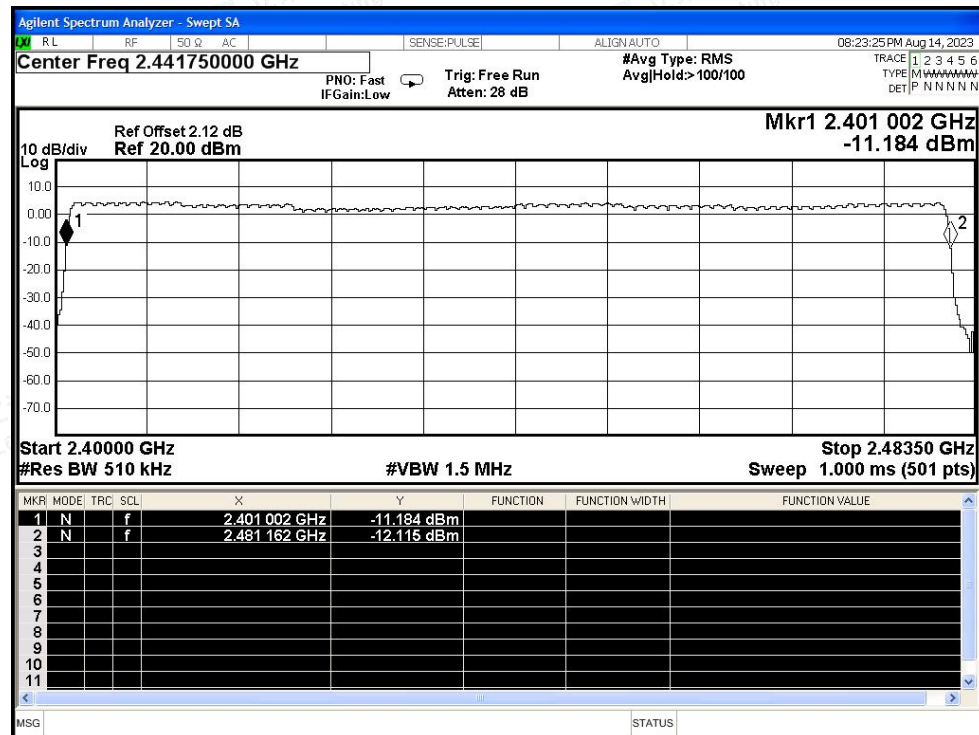 Agilent Spectrum Analyzer - Swept SA
LXI RL RF 50 Ω AC SENSE:PULSE ALIGN AUTO 08:23:25 PM Aug 14, 2023
Center Freq 2.441750000 GHz #Avg Type: RMS TRACE 1 2 3 4 5 6
PNO: Fast Trig: Free Run Avg|Hold:>100/100 TYPE M
IFGain:Low Atten: 28 dB DET P N N N N N
Mkr1 2.401 002 GHz
Ref Offset 2.12 dB
10 dB/div Ref 20.00 dBm -11.184 dBm
Log
10.0
0.00
1
2
-10.0
-20.0
-30.0
-40.0
-50.0
-60.0
-70.0
Start 2.40000 GHz Stop 2.48350 GHz
#Res BW 510 kHz #VBW 1.5 MHz Sweep 1.000 ms (501 pts)
MKR MODE TRC SCL X Y FUNCTION FUNCTION WIDTH FUNCTION VALUE
1 N f 2.401 002 GHz -11.184 dBm
2 N f 2.481 162 GHz -12.115 dBm
3
4
5
6
7
8
9
10
11
MSG STATUS